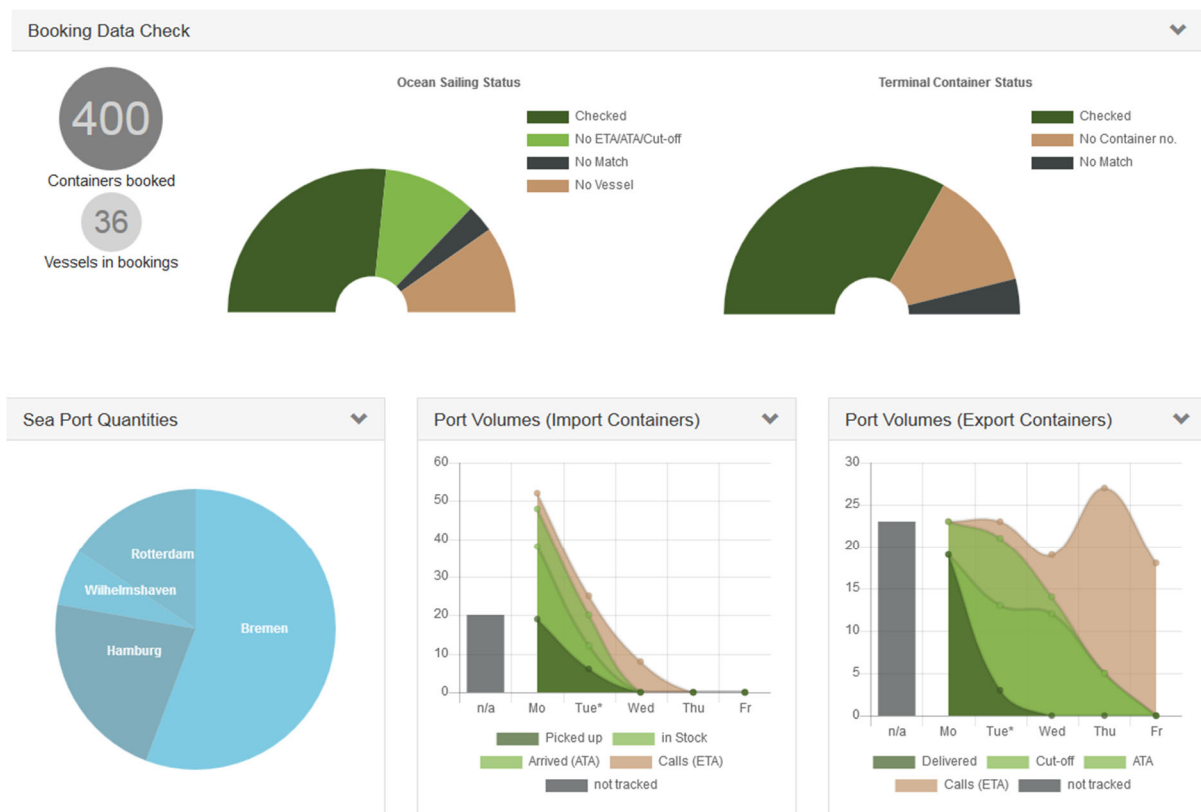 Booking Data Check
400
Containers booked
36
Vessels in bookings
Ocean Sailing Status
Checked
No ETA/ATA/Cut-off
No Match
No Vessel
Terminal Container Status
Checked
No Container no.
No Match
Sea Port Quantities
Rotterdam
Wilhelmshaven
Bremen
Hamburg
Port Volumes (Import Containers)
60
50
40
30
20
10
0
n/a Mo Tue* Wed Thu Fr
Picked up in Stock
Arrived (ATA) Calls (ETA)
not tracked
Port Volumes (Export Containers)
30
25
20
15
10
5
0
n/a Mo Tue* Wed Thu Fr
Delivered Cut-off ATA
Calls (ETA) not tracked